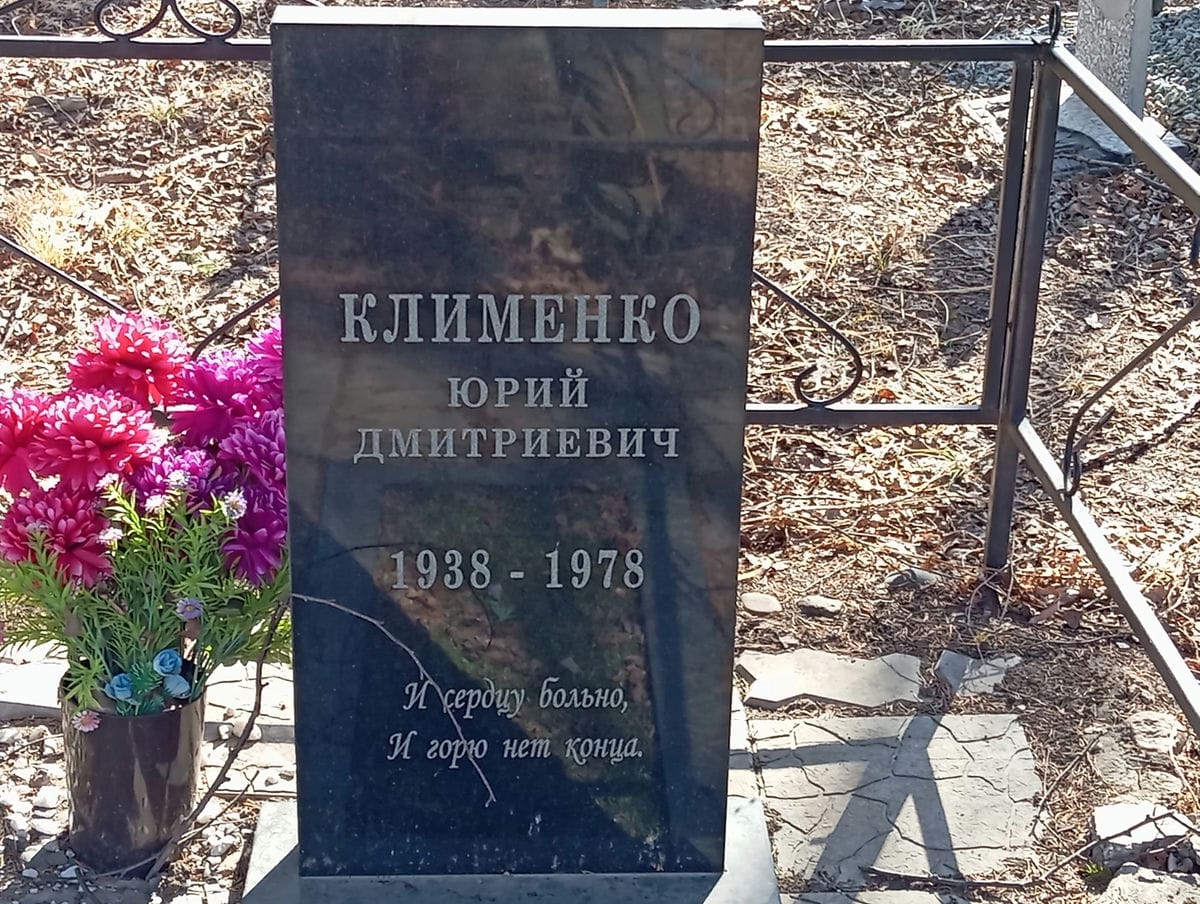 КЛИМЕНКО
ЮРИЙ
ДМИТРИЕВИЧ
1938 - 1978
И сердцу больно,
И горю нет конца.